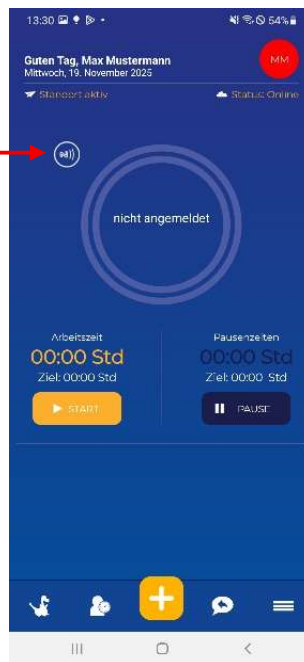 13:30 54%
Guten Tag, Max Mustermann
Mittwoch, 19. November 2025
MM
Standort aktiv Status: Online
nicht angemeldet
Arbeitszeit Pausenzeiten
00:00 Std 00:00 Std
Ziel: 00:00 Std Ziel: 00:00 Std
START PAUSE